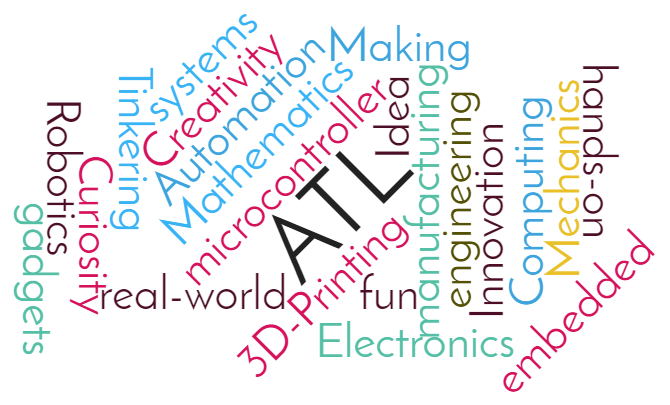 systems
Creativity
Making
Automation
Mathematics
Tinkering
microcontroller
Idea
manufacturing
engineering
Innovation
Computing
Mechanics
hands-on
Robotics
Curiosity
gadgets
ATL
real-world
3D-Printing
fun
Electronics
embedded